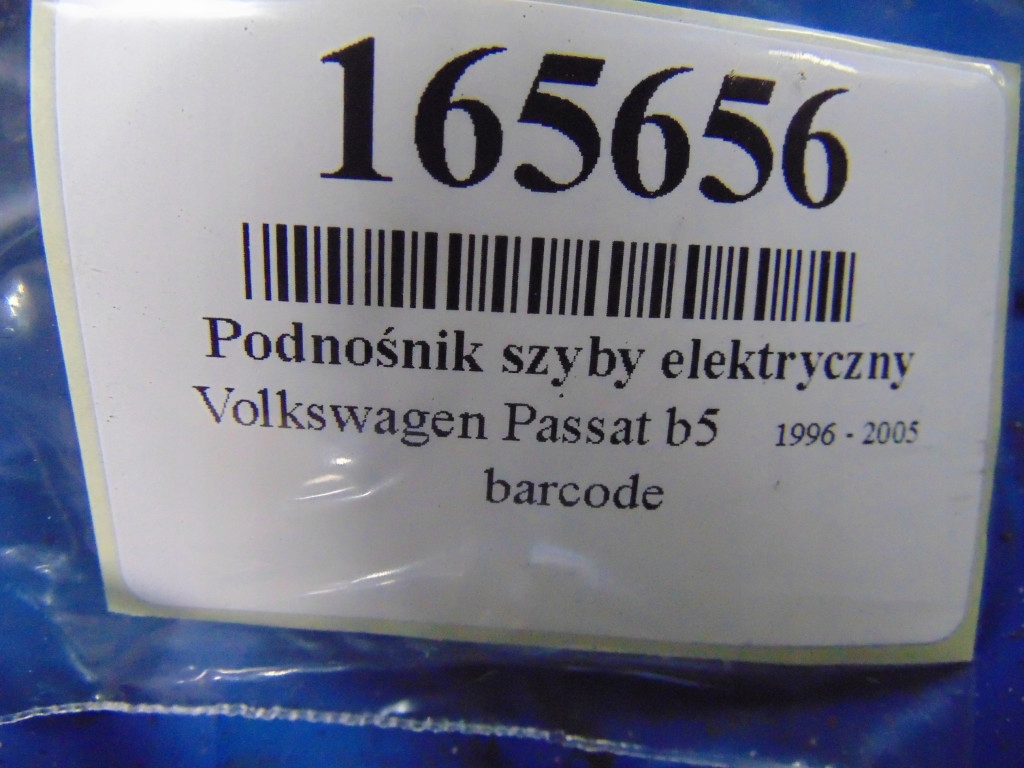 165656
Podnośnik szyby elektryczny
Volkswagen Passat b5 1996 - 2005
barcode